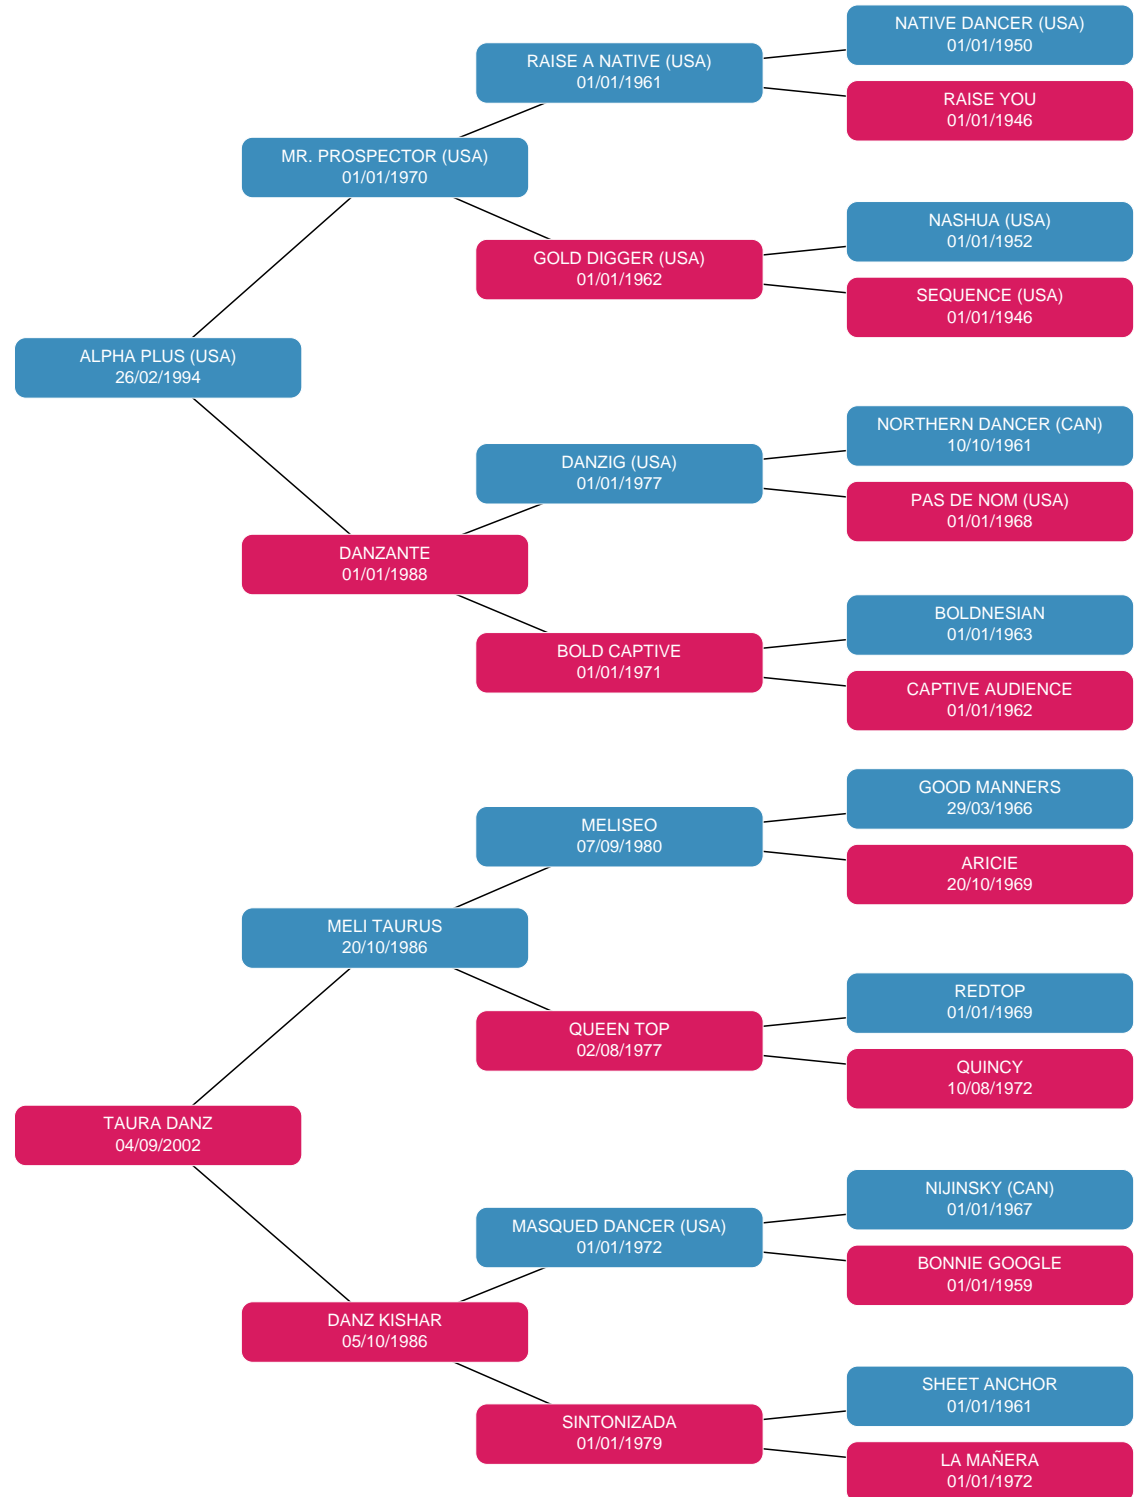 NATIVE DANCER (USA)
01/01/1950
RAISE A NATIVE (USA)
01/01/1961
RAISE YOU
01/01/1946
MR. PROSPECTOR (USA)
01/01/1970
NASHUA (USA)
01/01/1952
GOLD DIGGER (USA)
01/01/1962
SEQUENCE (USA)
01/01/1946
ALPHA PLUS (USA)
26/02/1994
NORTHERN DANCER (CAN)
10/10/1961
DANZIG (USA)
01/01/1977
PAS DE NOM (USA)
01/01/1968
DANZANTE
01/01/1988
BOLDNESIAN
01/01/1963
BOLD CAPTIVE
01/01/1971
CAPTIVE AUDIENCE
01/01/1962
GOOD MANNERS
29/03/1966
MELISEO
07/09/1980
ARICIE
20/10/1969
MELI TAURUS
20/10/1986
REDTOP
01/01/1969
QUEEN TOP
02/08/1977
QUINCY
10/08/1972
TAURA DANZ
04/09/2002
NIJINSKY (CAN)
01/01/1967
MASQUED DANCER (USA)
01/01/1972
BONNIE GOOGLE
01/01/1959
DANZ KISHAR
05/10/1986
SHEET ANCHOR
01/01/1961
SINTONIZADA
01/01/1979
LA MAÑERA
01/01/1972